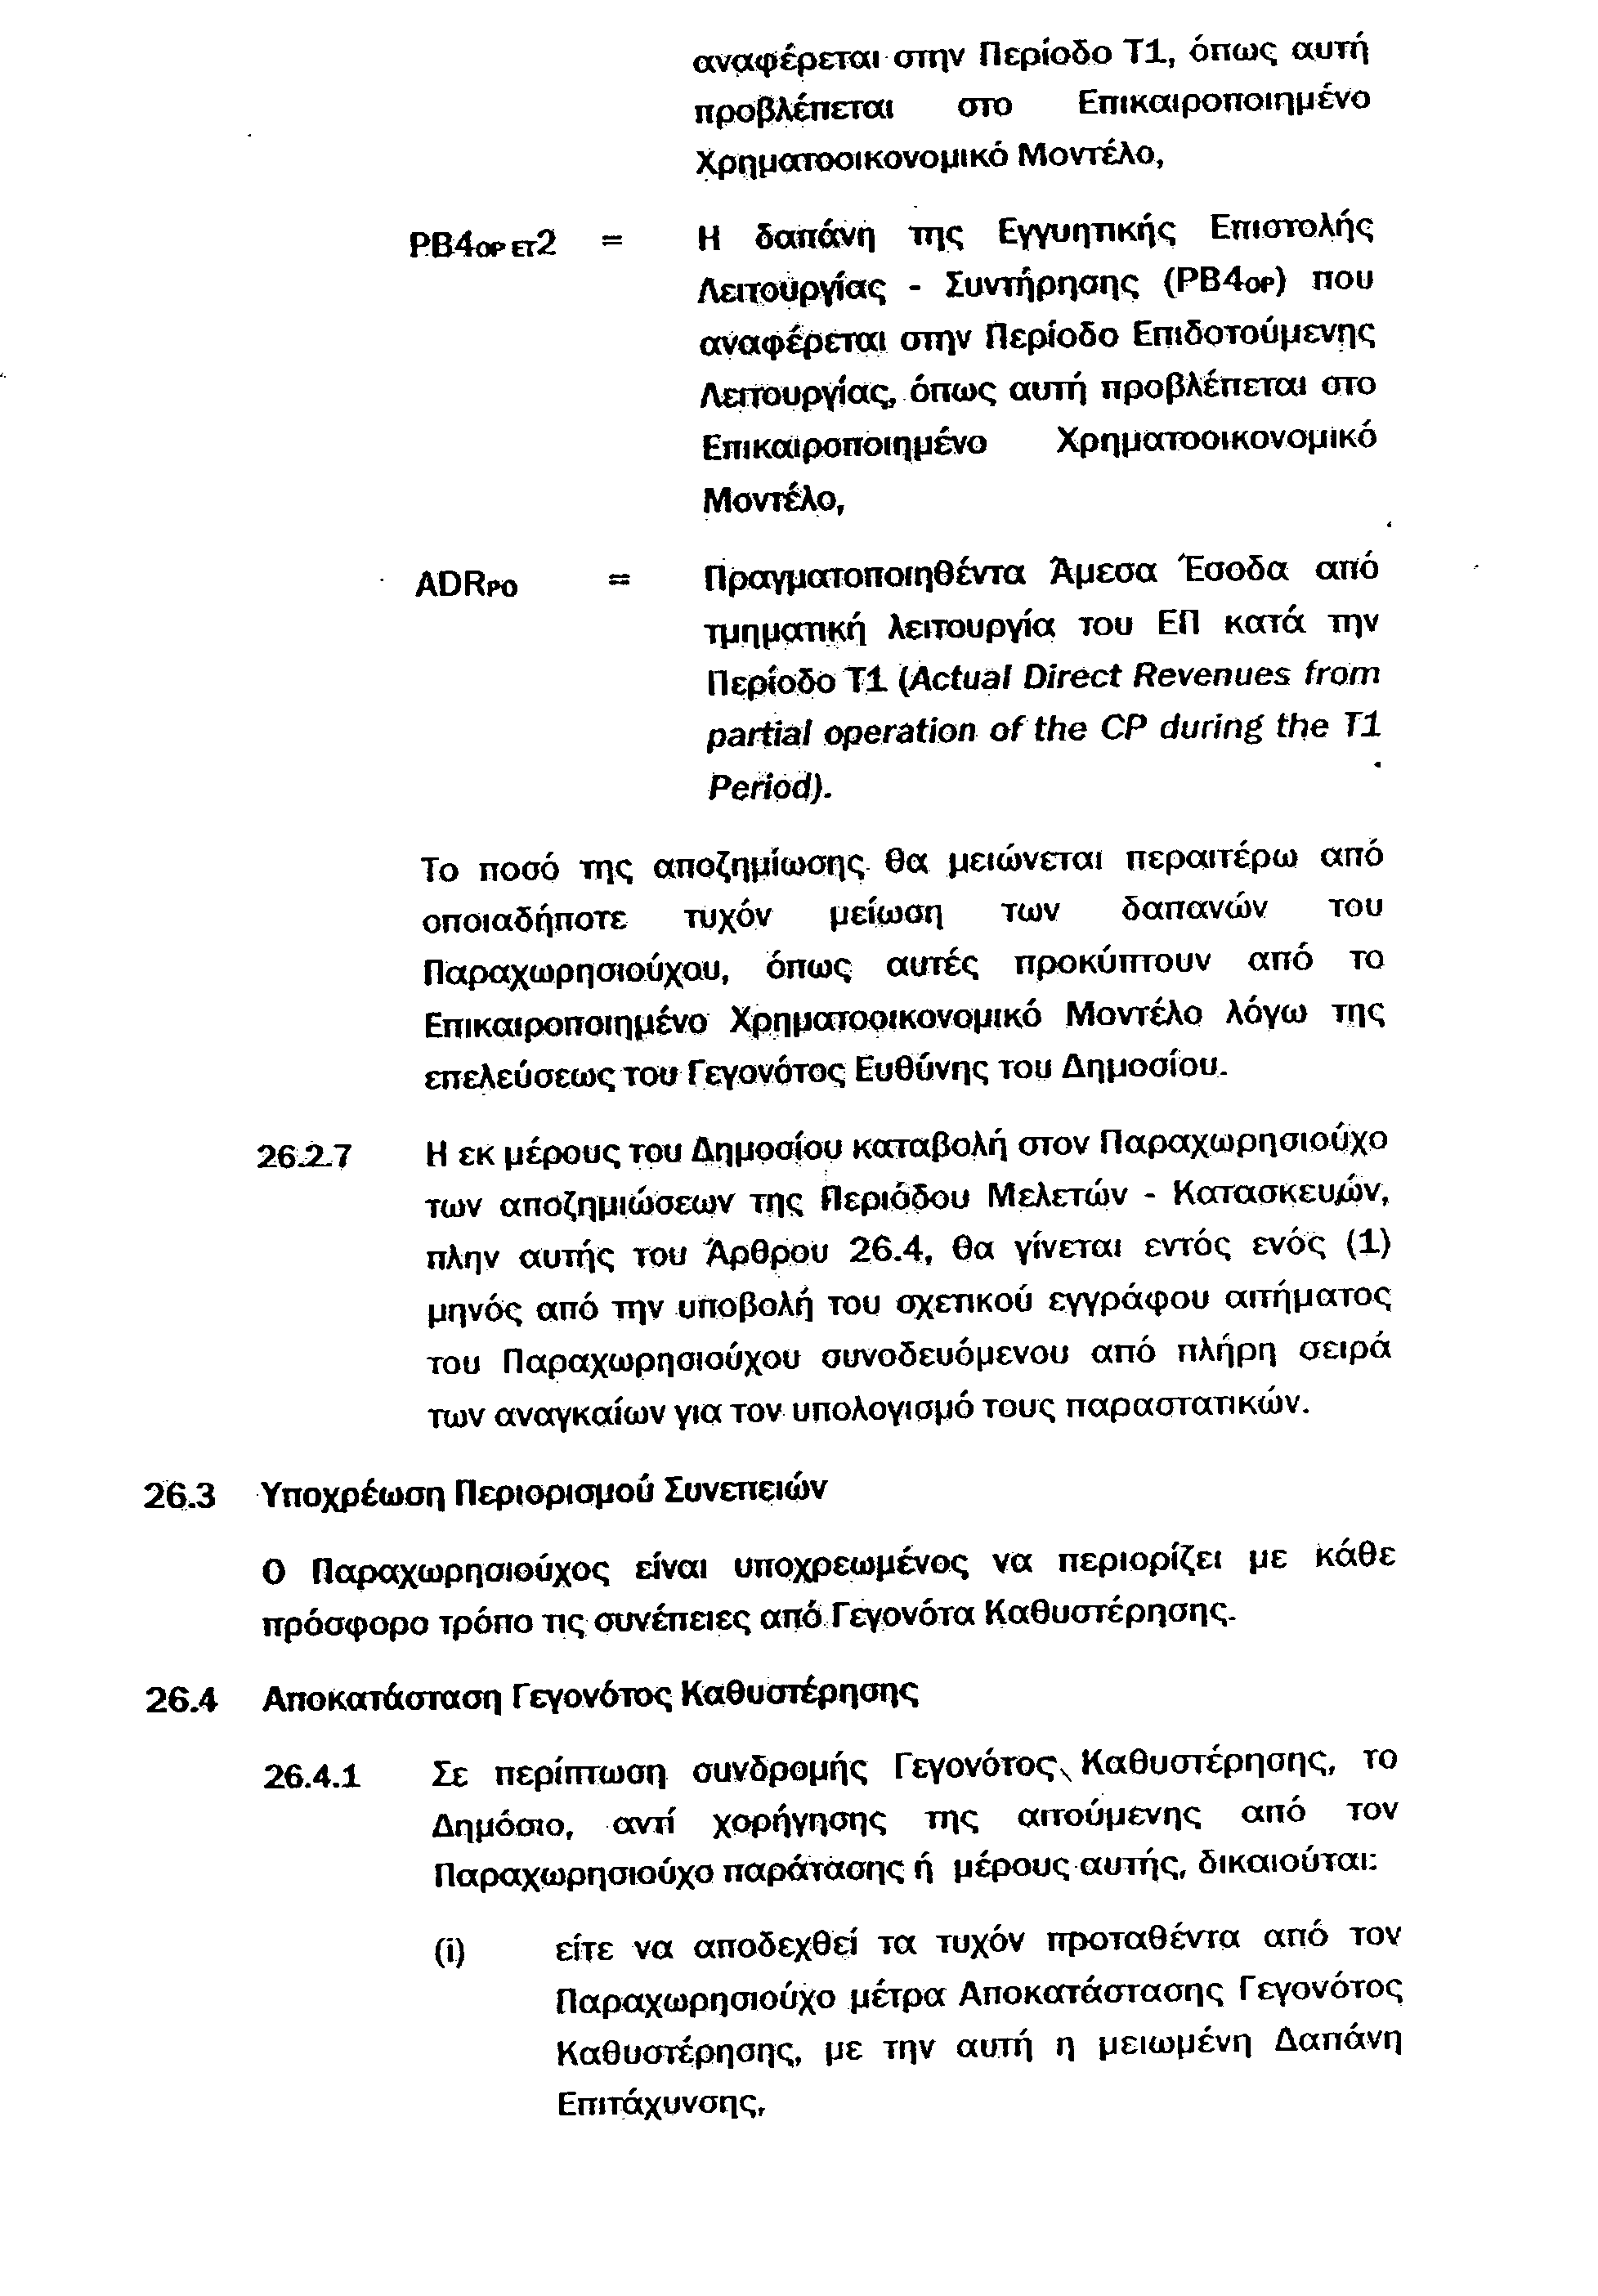 αναφέρεται στην Περίοδο Τ1, όπως αυτή
προβλέπεται στο Επικαιροποιημένο
Χρηματοοικονομικό Μοντέλο,
PB4OP ET2 = Η δαπάνη της Εγγυητικής Επιστολής
Λειτουργίας - Συντήρησης (PB4OP) που
αναφέρεται στην Περίοδο Επιδοτούμενης
Λειτουργίας, όπως αυτή προβλέπεται στο
Επικαιροποιημένο Χρηματοοικονομικό
Μοντέλο,
ADRPO = Πραγματοποιηθέντα Άμεσα Έσοδα από
τμηματική λειτουργία του ΕΠ κατά την
Περίοδο Τ1 (Actual Direct Revenues from
partial operation of the CP during the T1
Period).
Το ποσό της αποζημίωσης θα μειώνεται περαιτέρω από
οποιαδήποτε τυχόν μείωση των δαπανών του
Παραχωρησιούχου, όπως αυτές προκύπτουν από το
Επικαιροποιημένο Χρηματοοικονομικό Μοντέλο λόγω της
επελεύσεως του Γεγονότος Ευθύνης του Δημοσίου.
26.2.7 Η εκ μέρους του Δημοσίου καταβολή στον Παραχωρησιούχο
των αποζημιώσεων της Περιόδου Μελετών - Κατασκευών,
πλην αυτής του Άρθρου 26.4, θα γίνεται εντός ενός (1)
μηνός από την υποβολή του σχετικού εγγράφου αιτήματος
του Παραχωρησιούχου συνοδευόμενου από πλήρη σειρά
των αναγκαίων για τον υπολογισμό τους παραστατικών.
26.3 Υποχρέωση Περιορισμού Συνεπειών
Ο Παραχωρησιούχος είναι υποχρεωμένος να περιορίζει με κάθε
πρόσφορο τρόπο τις συνέπειες από Γεγονότα Καθυστέρησης.
26.4 Αποκατάσταση Γεγονότος Καθυστέρησης
26.4.1 Σε περίπτωση συνδρομής Γεγονότος Καθυστέρησης, το
Δημόσιο, αντί χορήγησης της αιτούμενης από τον
Παραχωρησιούχο παράτασης ή μέρους αυτής, δικαιούται:
(i) είτε να αποδεχθεί τα τυχόν προταθέντα από τον
Παραχωρησιούχο μέτρα Αποκατάστασης Γεγονότος
Καθυστέρησης, με την αυτή η μειωμένη Δαπάνη
Επιτάχυνσης,